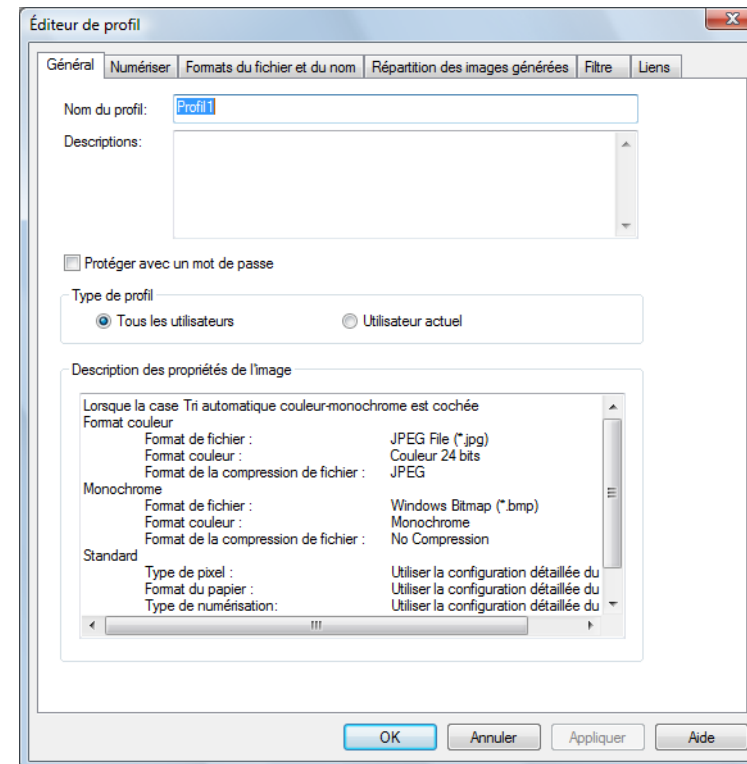 Éditeur de profil
Général Numériser Formats du fichier et du nom Répartition des images générées Filtre Liens
Nom du profil: Profil1
Descriptions:
Protéger avec un mot de passe
Type de profil
Tous les utilisateurs Utilisateur actuel
Description des propriétés de l'image
Lorsque la case Tri automatique couleur-monochrome est cochée
Format couleur
Format de fichier : JPEG File (*.jpg)
Format couleur : Couleur 24 bits
Format de la compression de fichier : JPEG
Monochrome
Format de fichier : Windows Bitmap (*.bmp)
Format couleur : Monochrome
Format de la compression de fichier : No Compression
Standard
Type de pixel : Utiliser la configuration détaillée du
Format du papier : Utiliser la configuration détaillée du
Type de numérisation: Utiliser la configuration détaillée du
OK Annuler Appliquer Aide